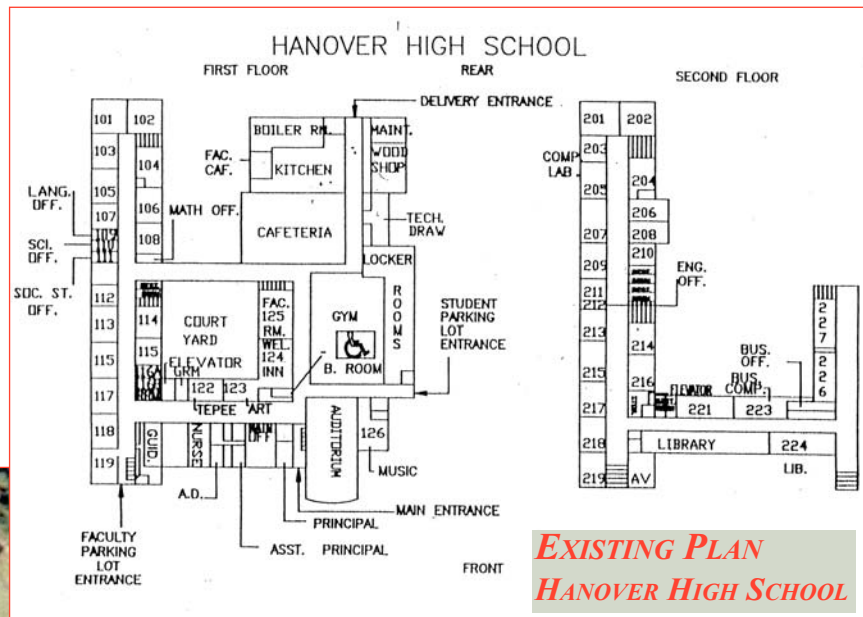 HANOVER HIGH SCHOOL
FIRST FLOOR
REAR
SECOND FLOOR
DELIVERY ENTRANCE
101
102
103
104
105
106
107
108
109
LANG.
OFF.
SCI.
OFF.
SOC. ST.
OFF.
MATH OFF.
BOILER RM.
FAC.
CAF.
KITCHEN
MAINT.
WOOD
SHOP
CAFETERIA
TECH.
DRAW
LOCKER
ROOMS
112
113
114
115
115
117
118
119
COURT
YARD
ELEVATOR
GRM
122
123
TEPEE
ART
FAC.
125
RM.
WEL.
124
INN
GYM
B. ROOM
STUDENT
PARKING
LOT
ENTRANCE
GUID.
NURSE
MAIN
OFF
AUDITORIUM
126
MUSIC
A.D.
MAIN ENTRANCE
PRINCIPAL
ASST. PRINCIPAL
FACULTY
PARKING
LOT
ENTRANCE
FRONT
201
202
203
COMP.
LAB.
204
205
206
207
208
209
210
211
212
ENG.
OFF.
213
214
215
216
217
218
219
ELEVATOR
BUS.
COMP.
BUS.
OFF.
221
223
227
226
LIBRARY
224
LIB.
AV
EXISTING PLAN
HANOVER HIGH SCHOOL